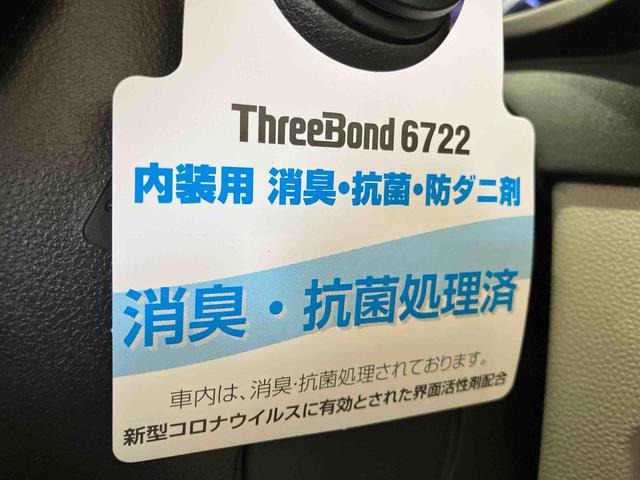 ThreeBond 6722
内装用 消臭・抗菌・防ダニ剤
消臭・抗菌処理済
車内は、消臭・抗菌処理されております。
新型コロナウイルスに有効とされた界面活性剤配合